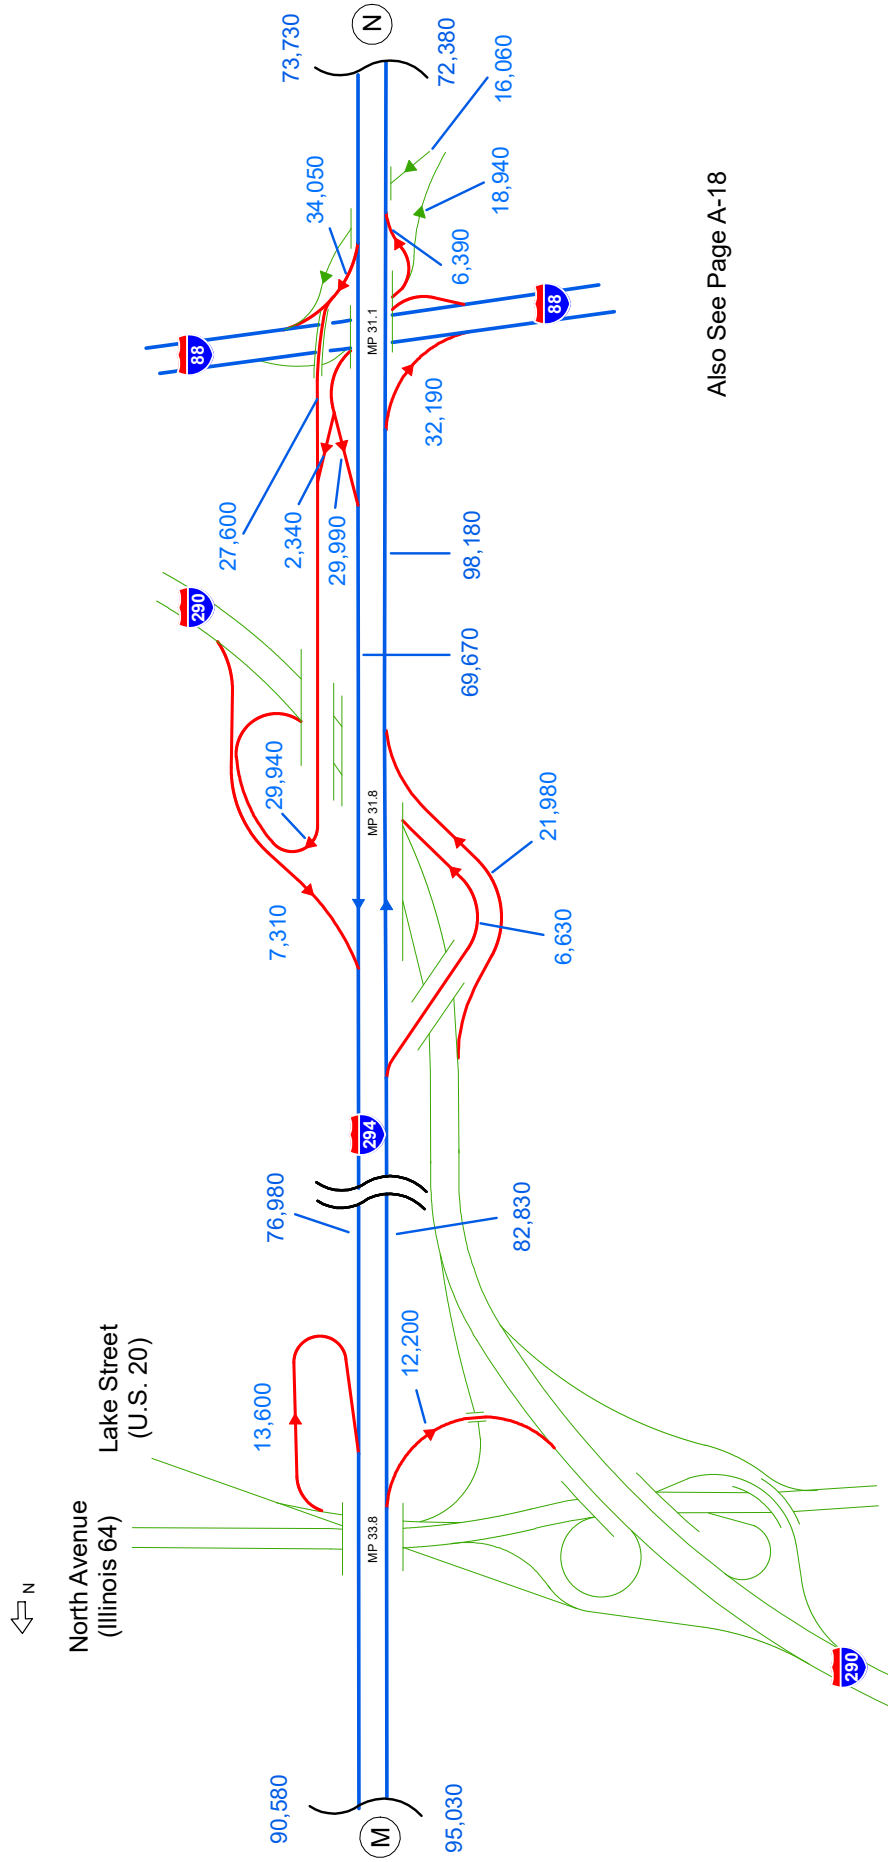 N
North Avenue
(Illinois 64)
Lake Street
(U.S. 20)
90,580
13,600
76,980
7,310
29,940
290
27,600
2,340
29,990
88
34,050
73,730
M
MP 33.8
294
MP 31.8
MP 31.1
N
95,030
12,200
82,830
6,630
21,980
69,670
98,180
32,190
88
6,390
18,940
16,060
72,380
290
Also See Page A-18